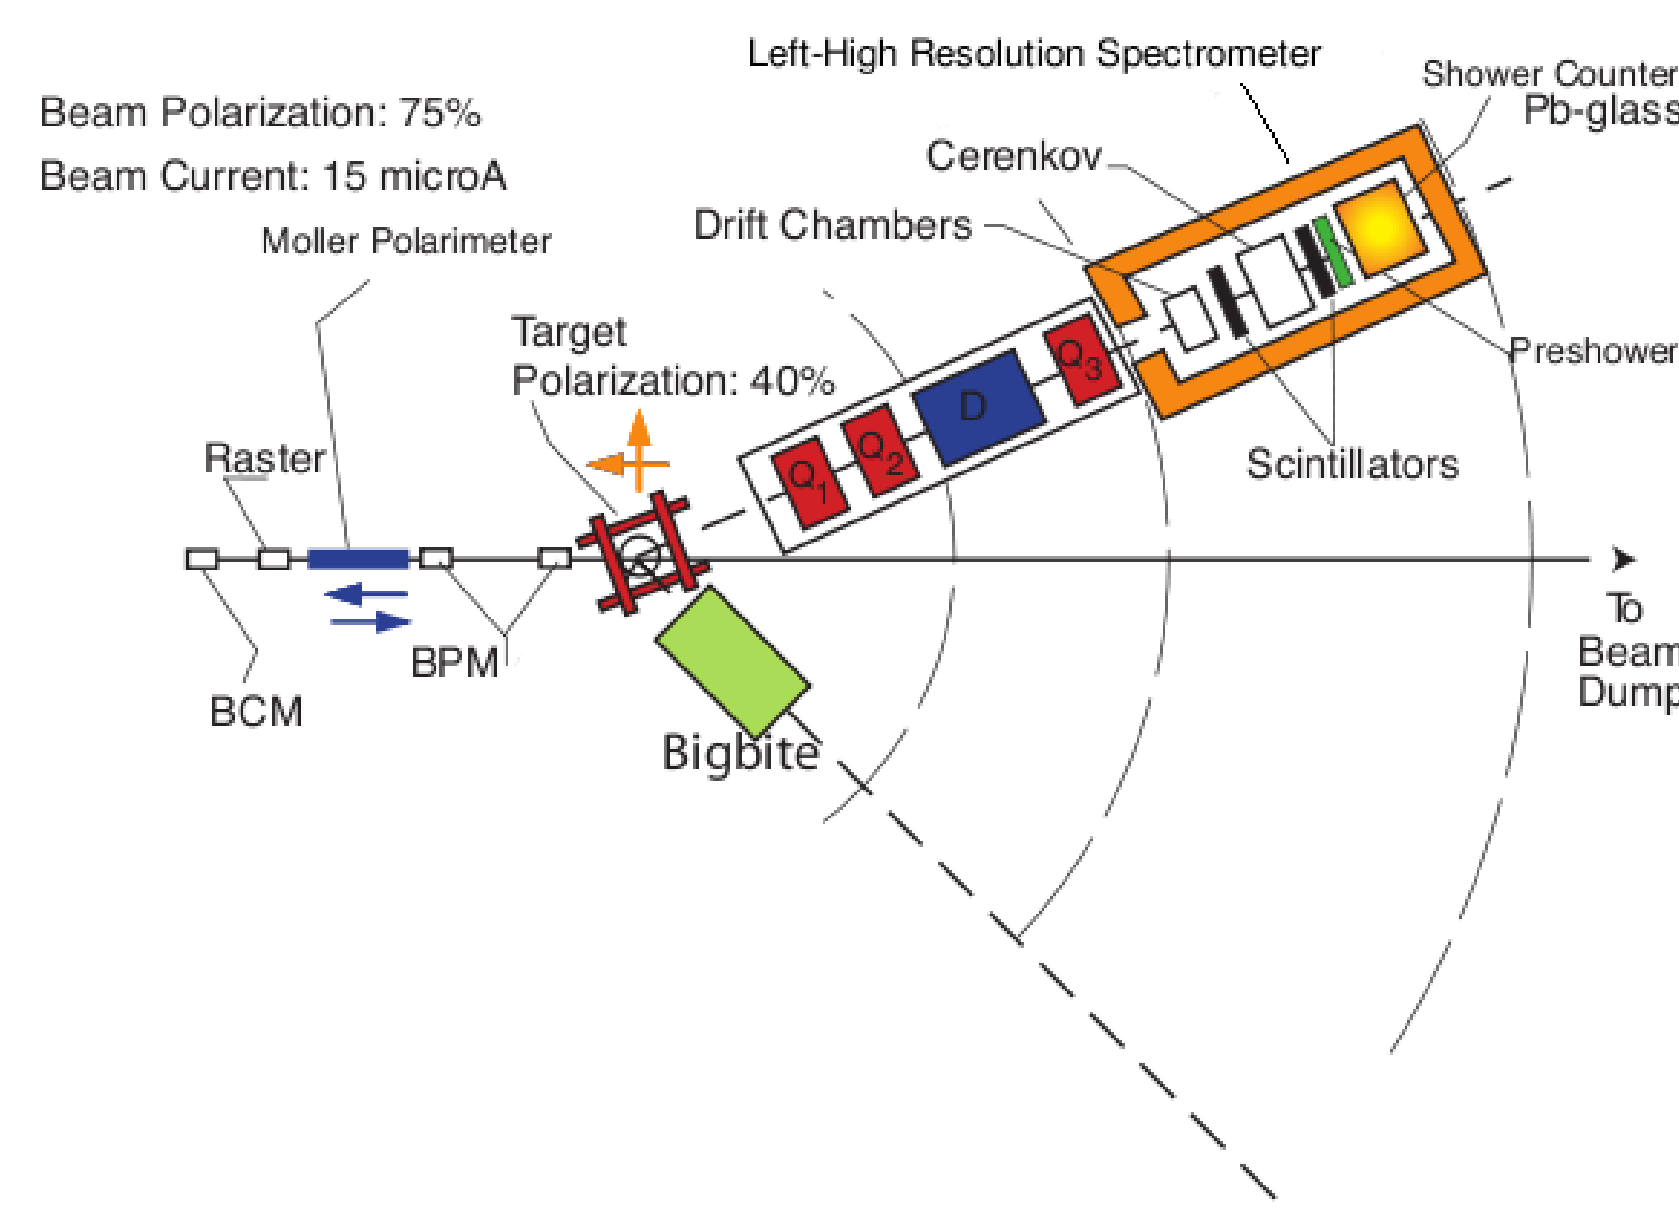 Left-High Resolution Spectrometer
Shower Counter
Pb-glass
Beam Polarization: 75%
Beam Current: 15 microA
Cerenkov
Drift Chambers
Moller Polarimeter
Target
Polarization: 40%
Preshower
Q3
D
Q2
Q1
Raster
Scintillators
To
Beam
Dump
BPM
BCM
Bigbite